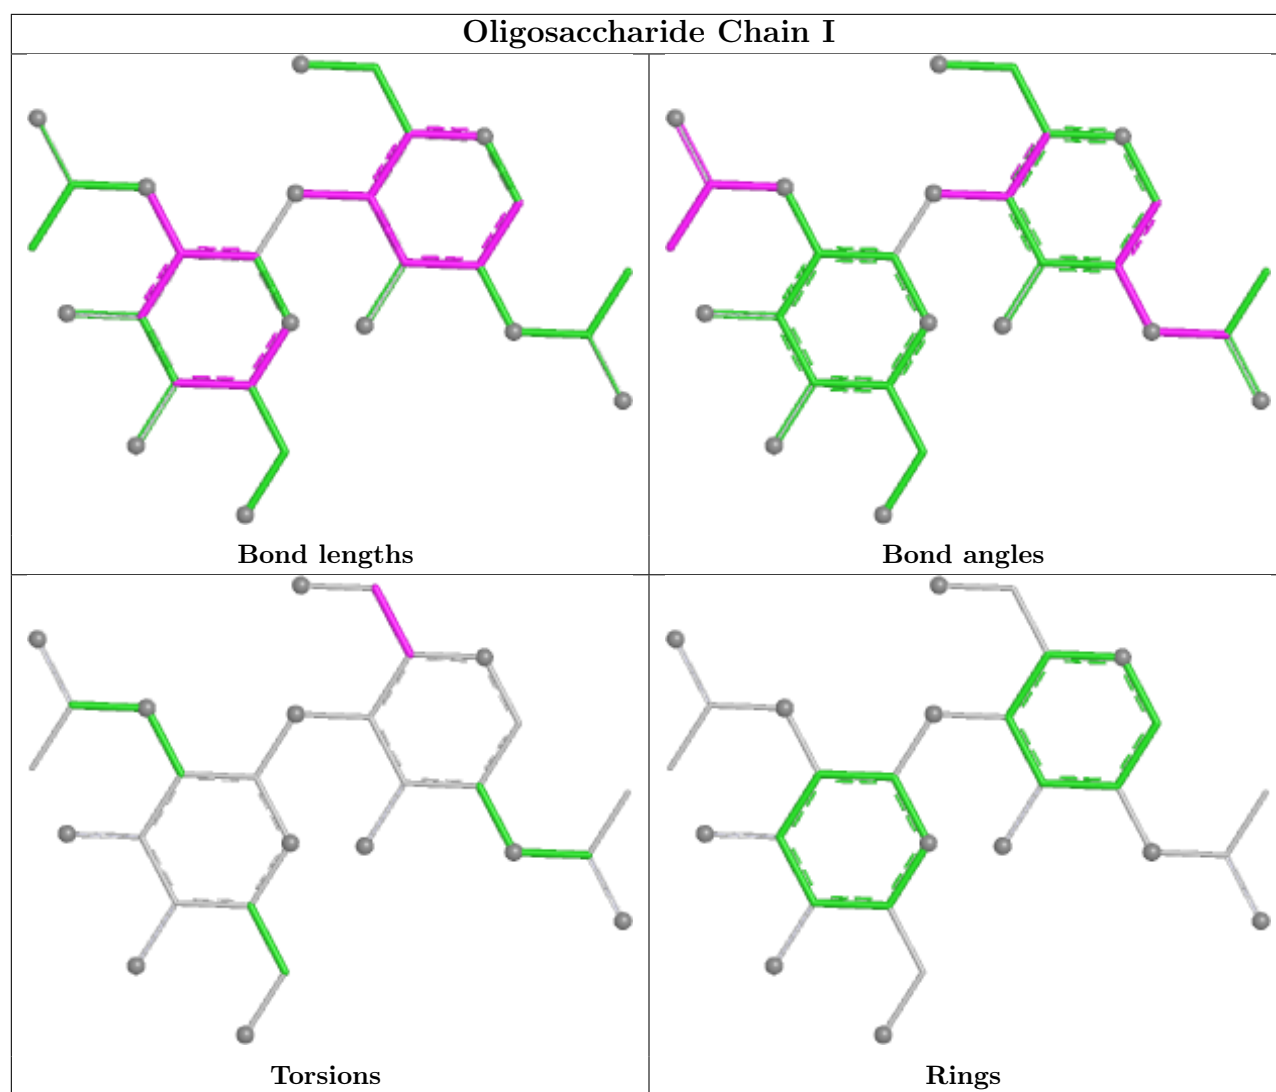 Oligosaccharide Chain I
Bond lengths
Bond angles
Torsions
Rings